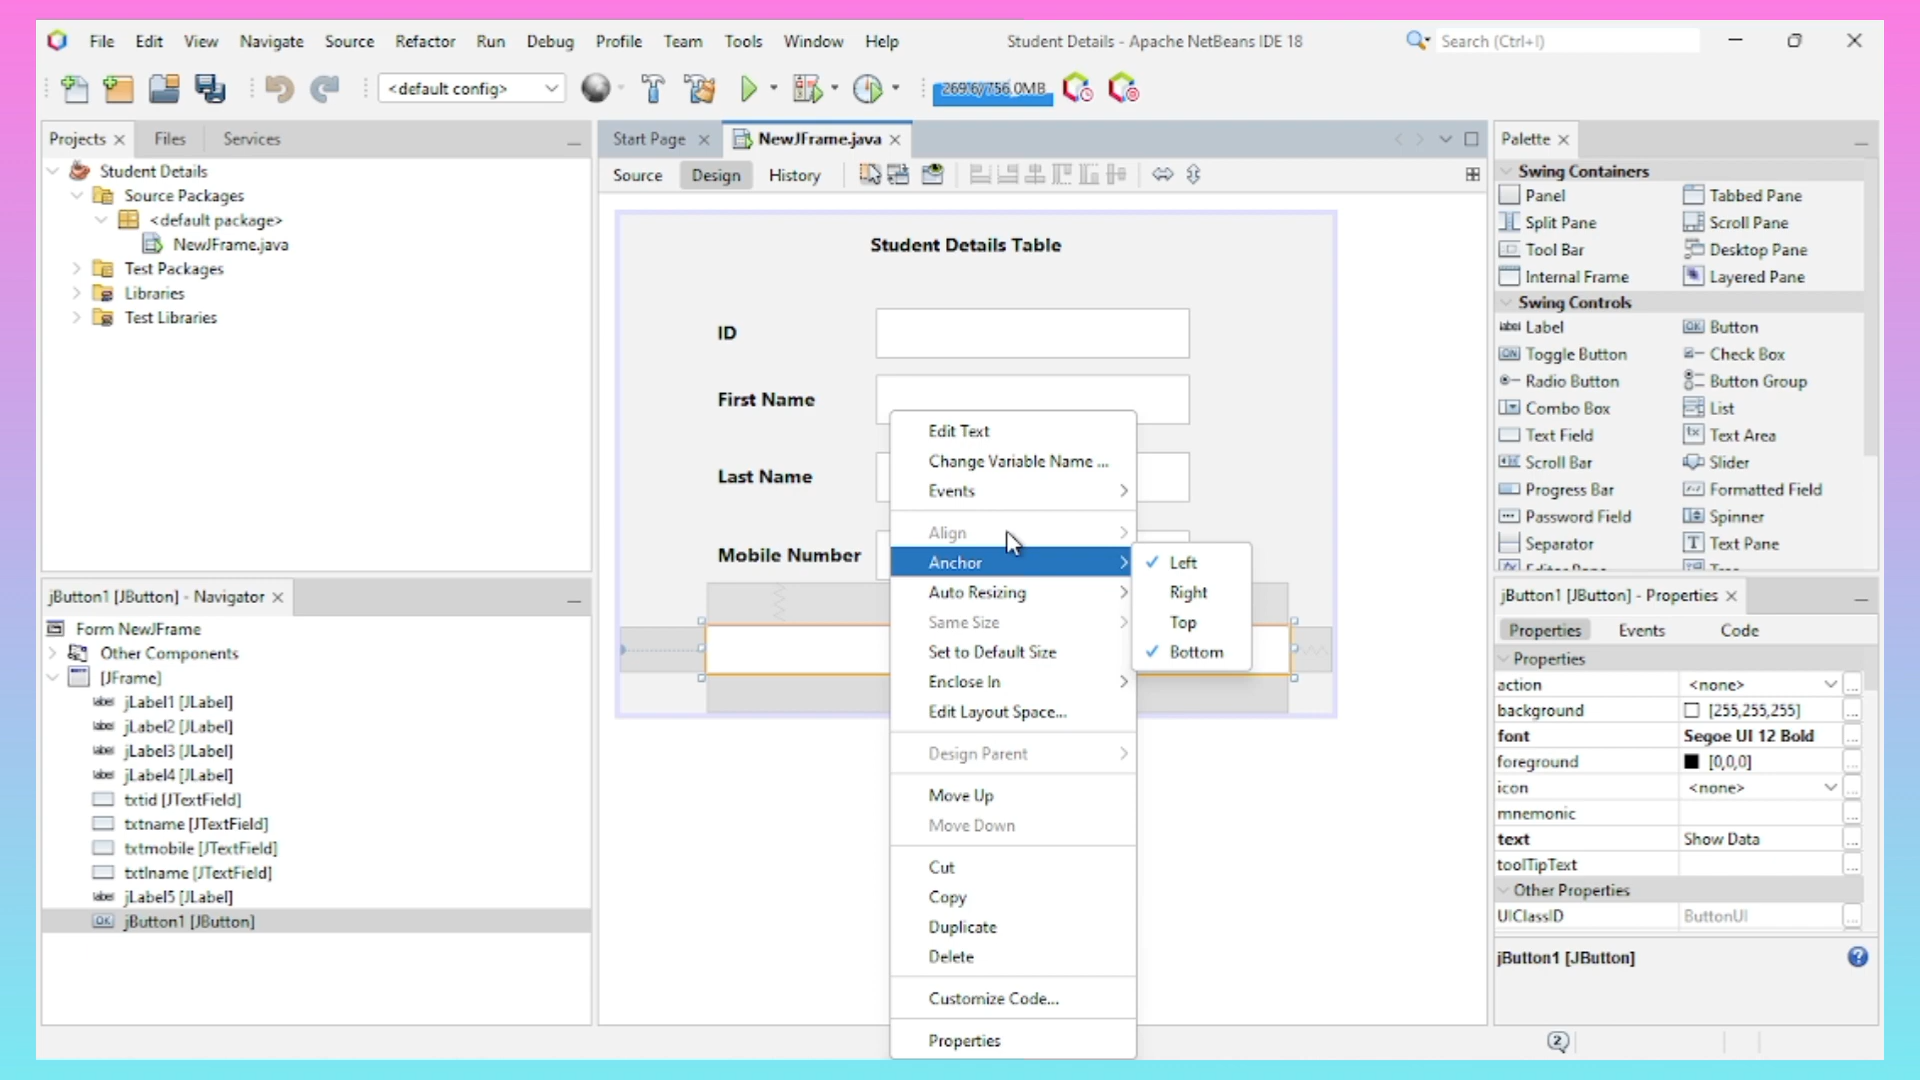 File Edit View Navigate Source Refactor Run Debug Profile Team Tools Window Help Student Details - Apache NetBeans IDE 18 Search (Ctrl+I)
<default config> 269.6/756.0MB
Projects Files Services
Student Details
Source Packages
<default package>
NewJFrame.java
Test Packages
Libraries
Test Libraries
jButton1 [JButton] - Navigator
Form NewJFrame
Other Components
[JFrame]
jLabel1 [JLabel]
jLabel2 [JLabel]
jLabel3 [JLabel]
jLabel4 [JLabel]
txtid [JTextField]
txtname [JTextField]
txtmobile [JTextField]
txtlname [JTextField]
jLabel5 [JLabel]
jButton1 [JButton]
Start Page NewJFrame.java
Source Design History
Student Details Table
ID
First Name
Last Name
Mobile Number
Edit Text
Change Variable Name ...
Events
Align
Anchor
Auto Resizing
Same Size
Set to Default Size
Enclose In
Edit Layout Space...
Design Parent
Move Up
Move Down
Cut
Copy
Duplicate
Delete
Customize Code...
Properties
Left
Right
Top
Bottom
Palette
Swing Containers
Panel Tabbed Pane
Split Pane Scroll Pane
Tool Bar Desktop Pane
Internal Frame Layered Pane
Swing Controls
Label Button
Toggle Button Check Box
Radio Button Button Group
Combo Box List
Text Field Text Area
Scroll Bar Slider
Progress Bar Formatted Field
Password Field Spinner
Separator Text Pane
jButton1 [JButton] - Properties
Properties Events Code
Properties
action <none> ...
background [255,255,255] ...
font Segoe UI 12 Bold ...
foreground [0,0,0] ...
icon <none> ...
mnemonic ...
text Show Data ...
toolTipText ...
Other Properties
UIClassID ButtonUI ...
jButton1 [JButton]
2